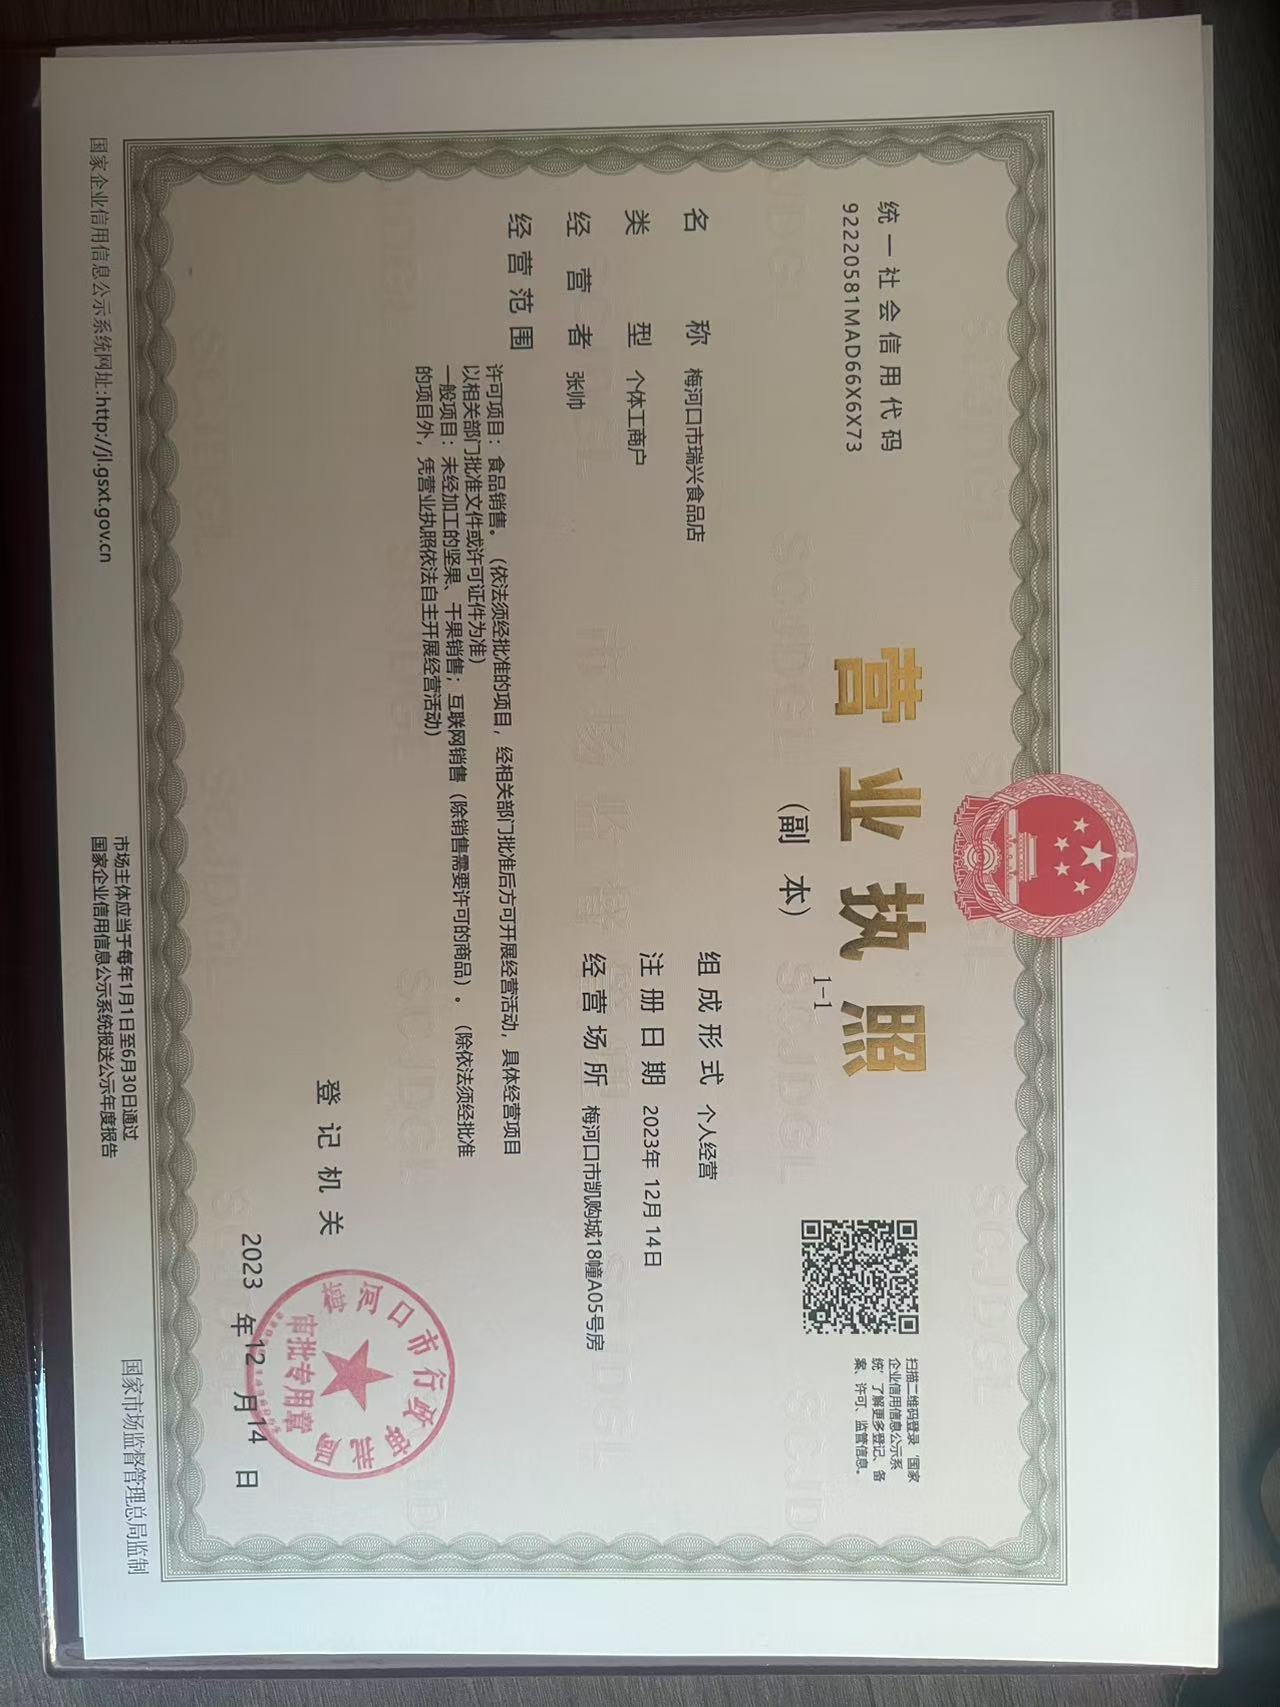 统一社会信用代码
92220581MAD66X6X73
营业执照
（副 本）
1-1
扫描二维码登录‘国家
企业信用信息公示系
统’了解更多登记、备
案、许可、监管信息。
名 称 梅河口市瑞兴食品店
类 型 个体工商户
经 营 者 张帅
经 营 范 围
许可项目：食品销售。（依法须经批准的项目，经相关部门批准后方可开展经营活动，具体经营项目
以相关部门批准文件或许可证件为准）
一般项目：未经加工的坚果、干果销售；互联网销售（除销售需要许可的商品）。（除依法须经批准
的项目外，凭营业执照依法自主开展经营活动）
组 成 形 式 个人经营
注 册 日 期 2023年 12月 14日
经 营 场 所 梅河口市凯购城18幢A05号房
登 记 机 关
梅河口市行政审批局
审批专用章
2023 年 12 月 14 日
国家企业信用信息公示系统网址:http://jl.gsxt.gov.cn
市场主体应当于每年1月1日至6月30日通过
国家企业信用信息公示系统报送公示年度报告
国家市场监督管理总局监制
SCJDGL
市场监督管理